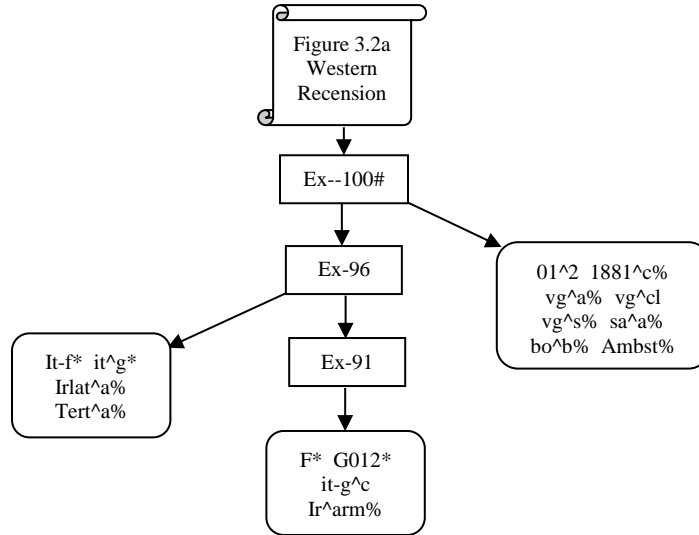 Figure 3.2a
Western
Recension
Ex--100#
Ex-96
01^2 1881^c%
vg^a% vg^cl
vg^s% sa^a%
bo^b% Ambst%
It-f* it^g*
Irlat^a%
Tert^a%
Ex-91
F* G012*
it-g^c
Ir^arm%